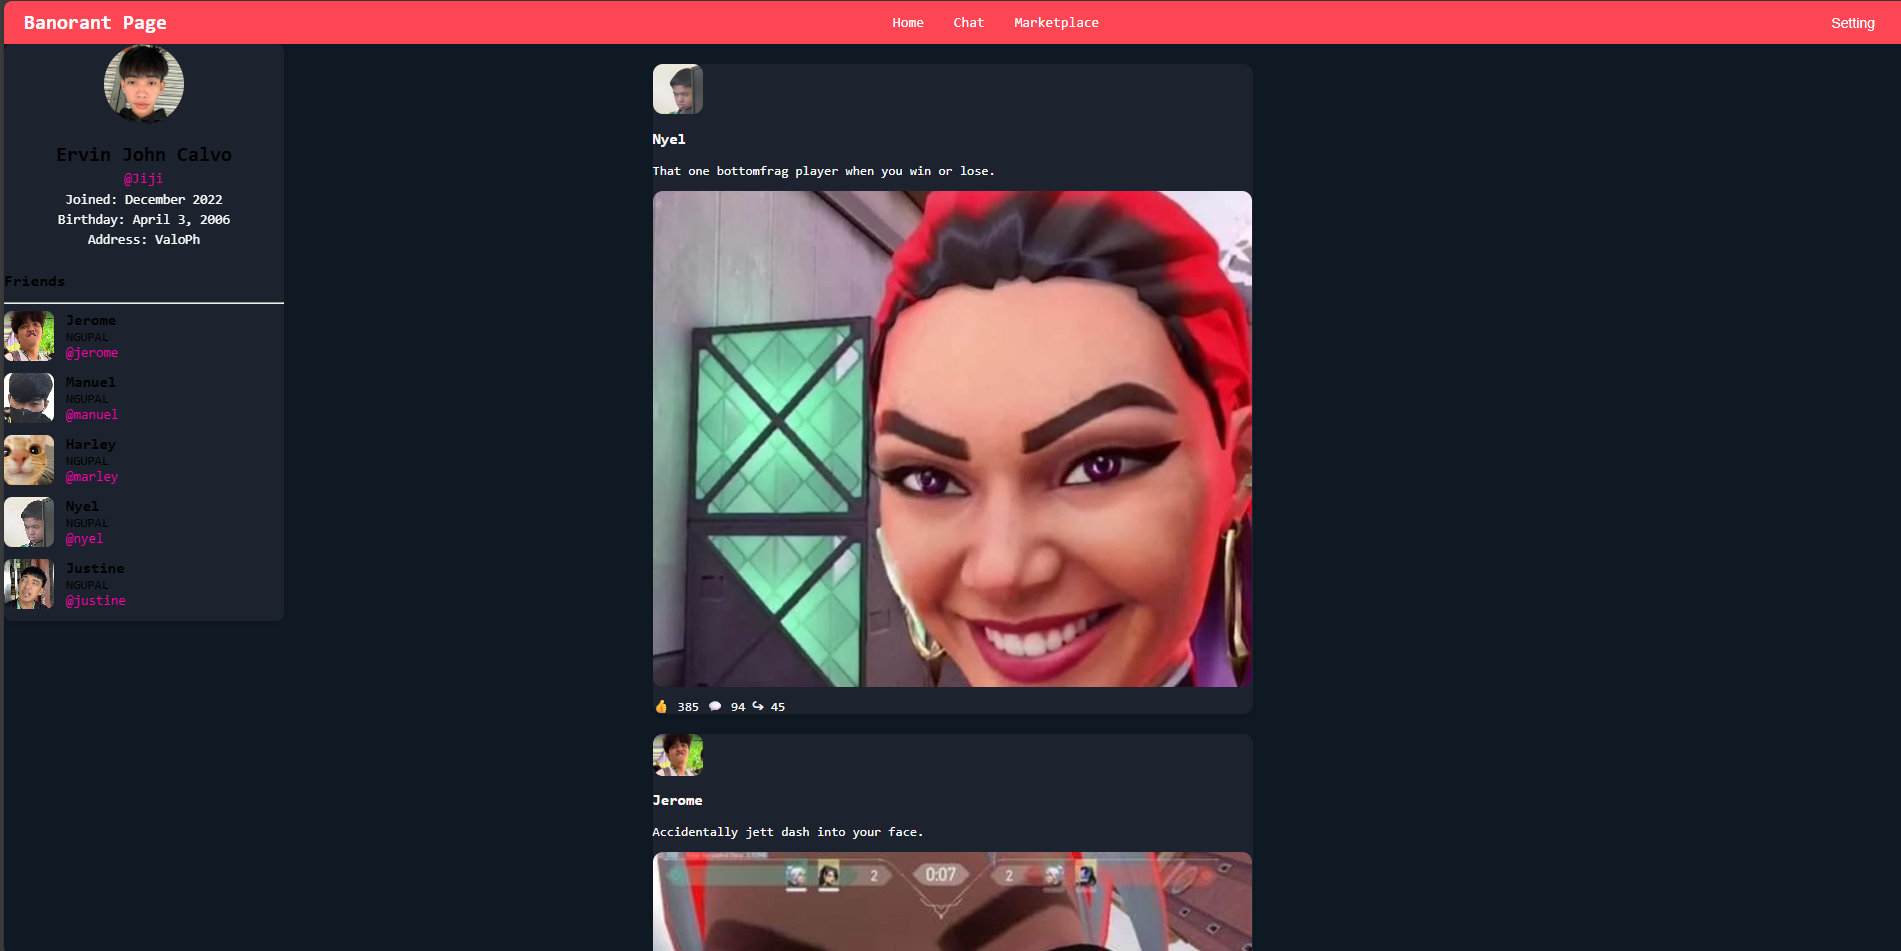 Banorant Page
Home Chat Marketplace
Setting
Ervin John Calvo
@Jiji
Joined: December 2022
Birthday: April 3, 2006
Address: ValoPh
Friends
Jerome
NGUPAL
@jerome
Manuel
NGUPAL
@manuel
Harley
NGUPAL
@marley
Nyel
NGUPAL
@nyel
Justine
NGUPAL
@justine
Nyel
That one bottomfrag player when you win or lose.
👍 385 💬 94 ↪ 45
Jerome
Accidentally jett dash into your face.
2 0:07 2